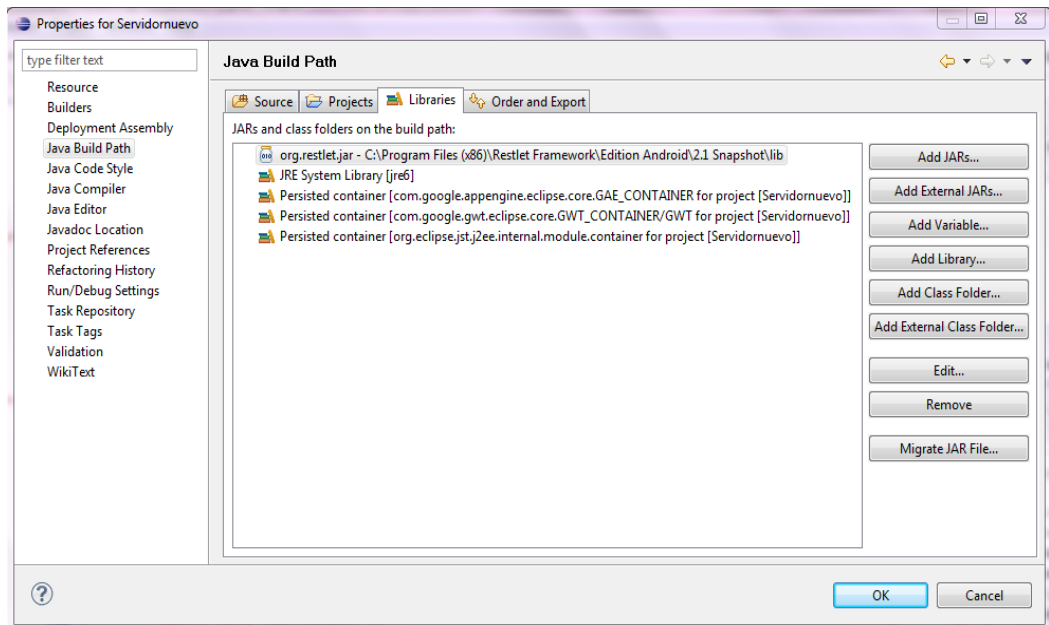 Properties for Servidornuevo
type filter text
Resource
Builders
Deployment Assembly
Java Build Path
Java Code Style
Java Compiler
Java Editor
Javadoc Location
Project References
Refactoring History
Run/Debug Settings
Task Repository
Task Tags
Validation
WikiText
Java Build Path
Source
Projects
Libraries
Order and Export
JARs and class folders on the build path:
org.restlet.jar - C:\Program Files (x86)\Restlet Framework\Edition Android\2.1 Snapshot\lib
JRE System Library [jre6]
Persisted container [com.google.appengine.eclipse.core.GAE_CONTAINER for project [Servidornuevo]]
Persisted container [com.google.gwt.eclipse.core.GWT_CONTAINER/GWT for project [Servidornuevo]]
Persisted container [org.eclipse.jst.j2ee.internal.module.container for project [Servidornuevo]]
Add JARs...
Add External JARs...
Add Variable...
Add Library...
Add Class Folder...
Add External Class Folder...
Edit...
Remove
Migrate JAR File...
?
OK
Cancel